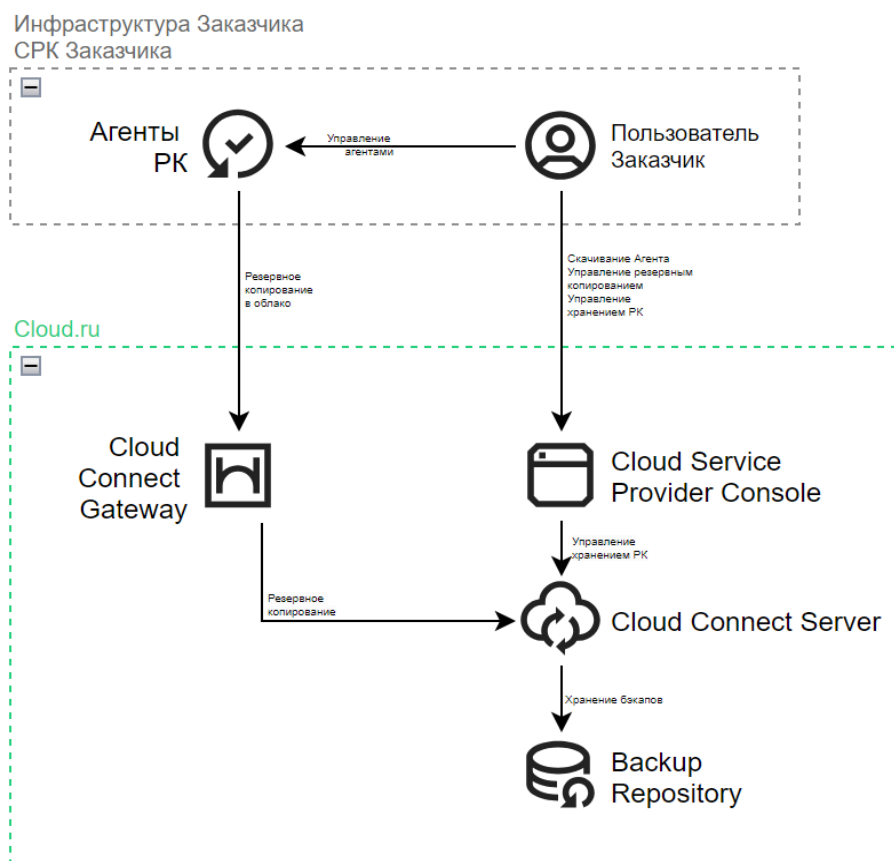 Инфраструктура Заказчика
СРК Заказчика
Агенты
РК
Управление
агентами
Пользователь
Заказчик
Резервное
копирование
в облако
Скачивание Агента
Управление резервным
копированием
Управление
хранением РК
Cloud.ru
Cloud
Connect
Gateway
Cloud Service
Provider Console
Управление
хранением РК
Резервное
копирование
Cloud Connect Server
Хранение бэкапов
Backup
Repository